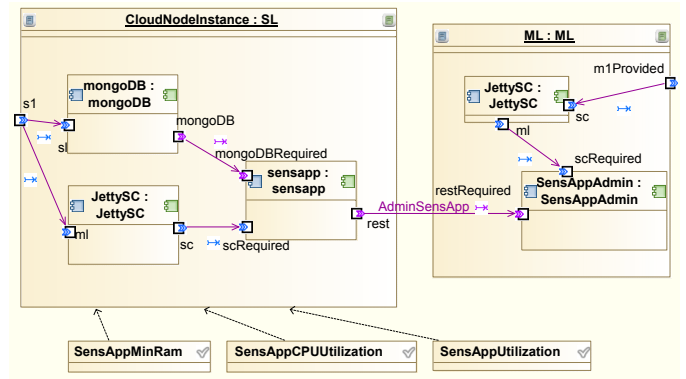 CloudNodeInstance : SL
ML : ML
mongoDB :
mongoDB
JettySC :
JettySC
m1Provided
s1
mongoDB
sc
ml
sl
mongoDBRequired
scRequired
sensapp :
sensapp
JettySC :
JettySC
restRequired
SensAppAdmin :
SensAppAdmin
AdminSensApp
rest
ml
sc
scRequired
SensAppMinRam
SensAppCPUUtilization
SensAppUtilization